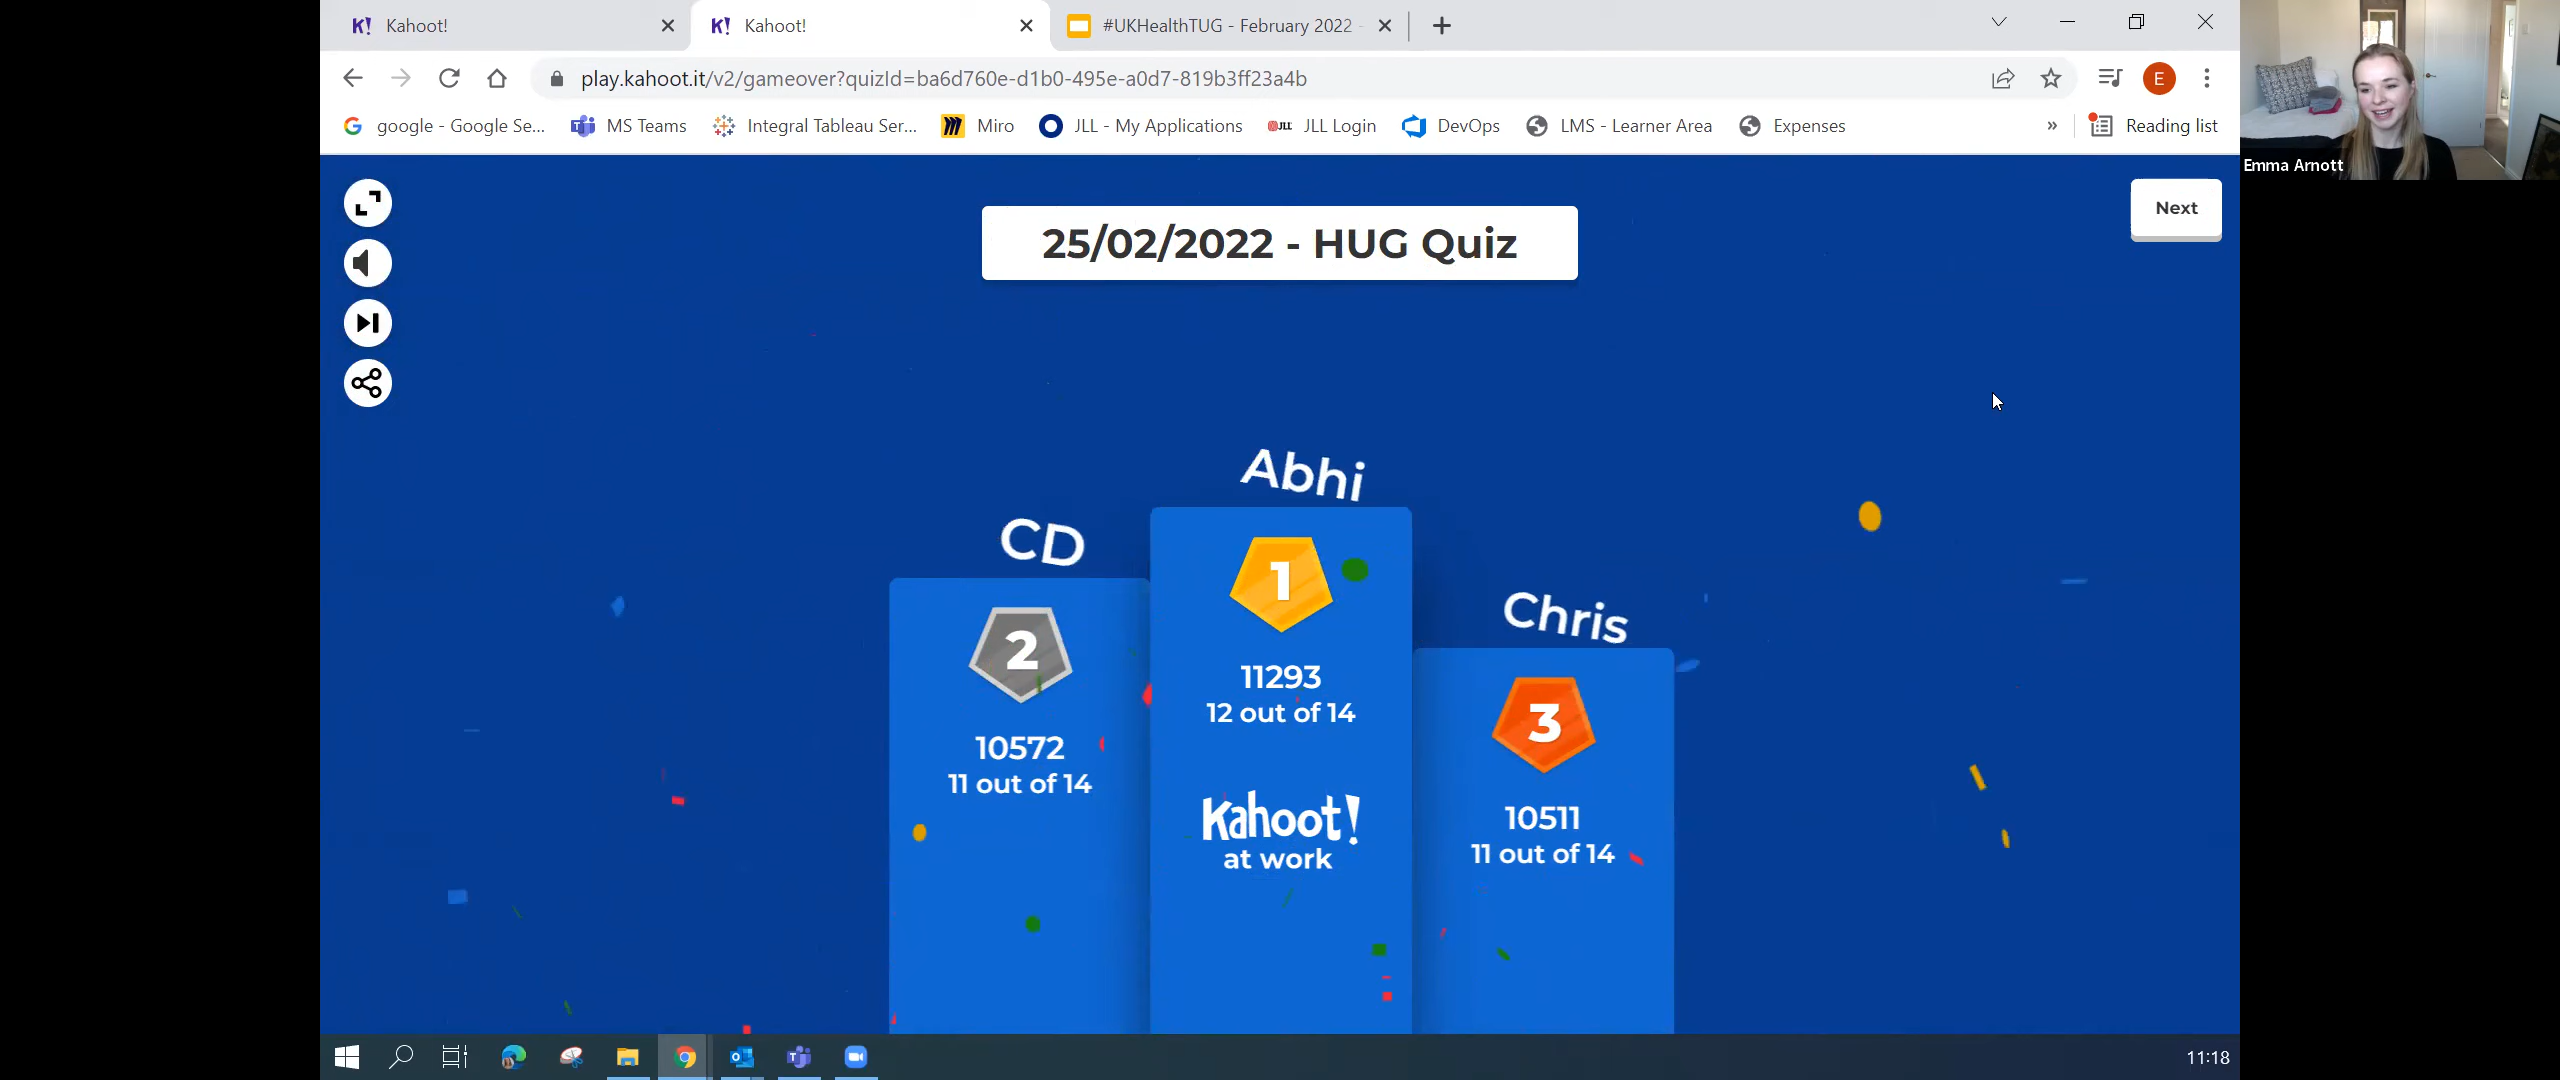 Kahoot!
Kahoot!
#UKHealthTUG - February 2022 -
play.kahoot.it/v2/gameover?quizId=ba6d760e-d1b0-495e-a0d7-819b3ff23a4b
E
google - Google Se...
MS Teams
Integral Tableau Ser...
Miro
JLL - My Applications
JLL Login
DevOps
LMS - Learner Area
Expenses
»
Reading list
Emma Arnott
Next
25/02/2022 - HUG Quiz
Abhi
CD
Chris
1
11293
12 out of 14
2
10572
11 out of 14
3
10511
11 out of 14
Kahoot!
at work
11:18